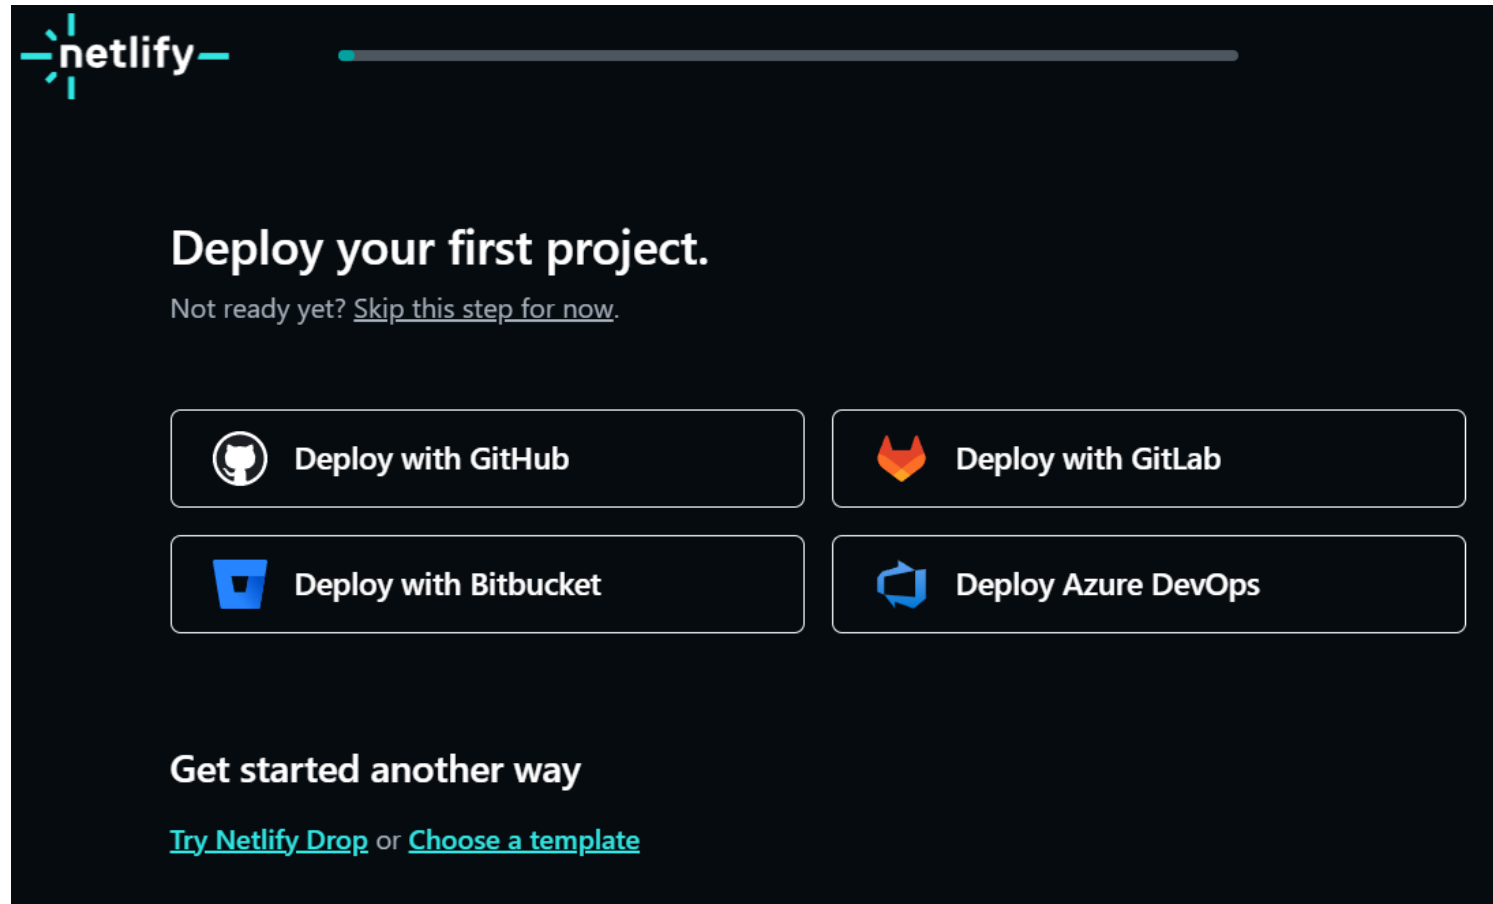 netlify
Deploy your first project.
Not ready yet? Skip this step for now.
Deploy with GitHub
Deploy with GitLab
Deploy with Bitbucket
Deploy Azure DevOps
Get started another way
Try Netlify Drop or Choose a template